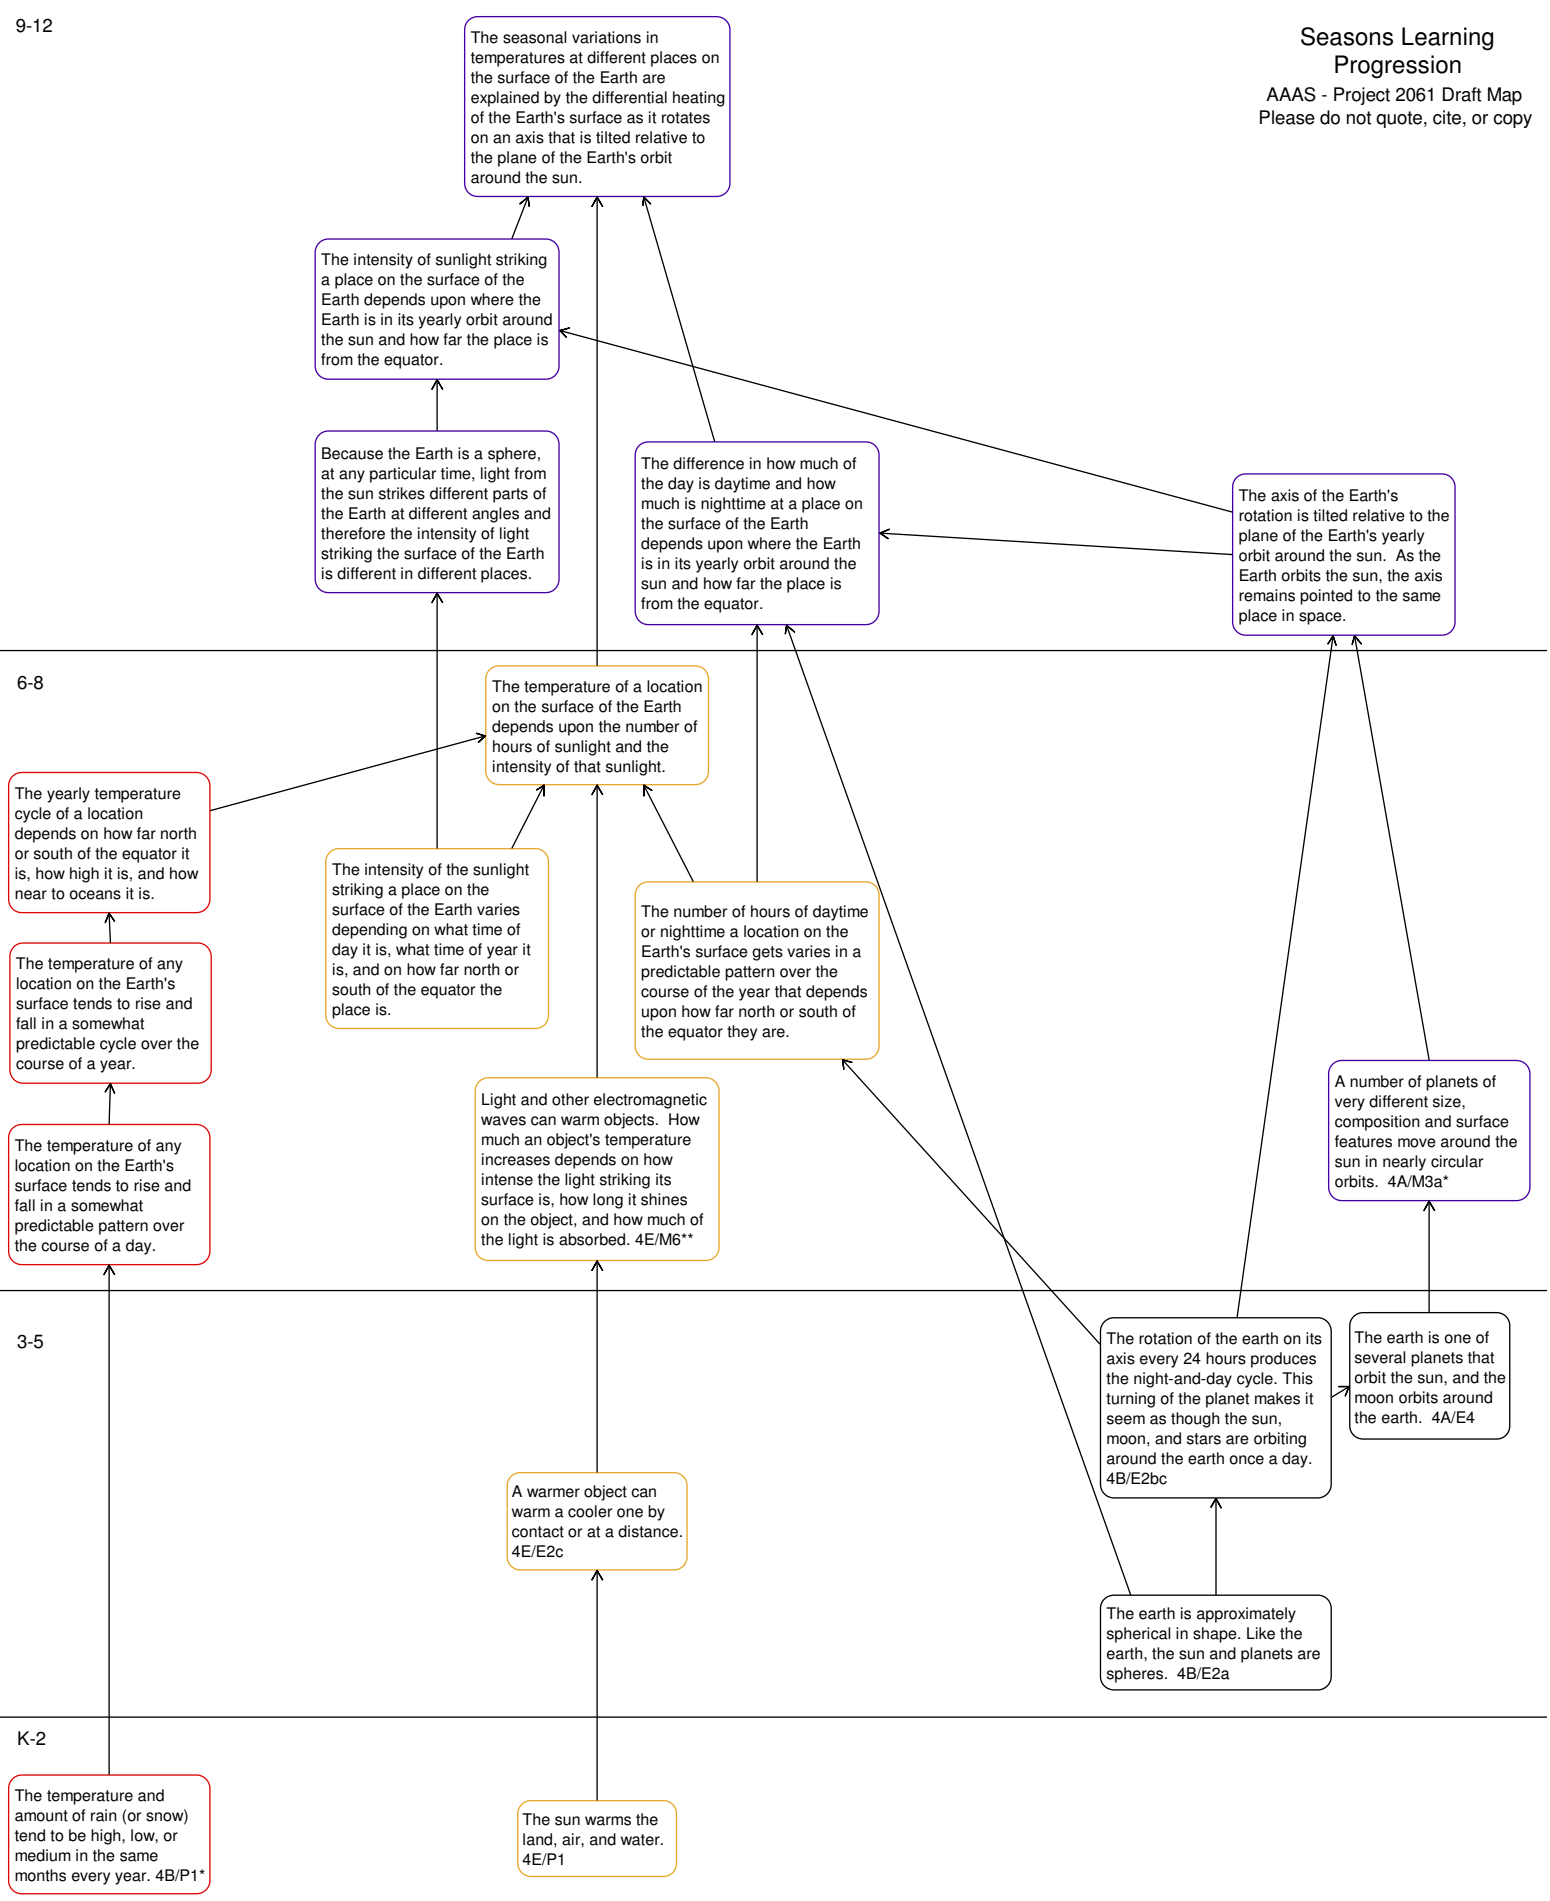 9-12
Seasons Learning
Progression
AAAS - Project 2061 Draft Map
Please do not quote, cite, or copy
The seasonal variations in
temperatures at different places on
the surface of the Earth are
explained by the differential heating
of the Earth's surface as it rotates
on an axis that is tilted relative to
the plane of the Earth's orbit
around the sun.
The intensity of sunlight striking
a place on the surface of the
Earth depends upon where the
Earth is in its yearly orbit around
the sun and how far the place is
from the equator.
Because the Earth is a sphere,
at any particular time, light from
the sun strikes different parts of
the Earth at different angles and
therefore the intensity of light
striking the surface of the Earth
is different in different places.
The difference in how much of
the day is daytime and how
much is nighttime at a place on
the surface of the Earth
depends upon where the Earth
is in its yearly orbit around the
sun and how far the place is
from the equator.
The axis of the Earth's
rotation is tilted relative to the
plane of the Earth's yearly
orbit around the sun.  As the
Earth orbits the sun, the axis
remains pointed to the same
place in space.
6-8
The temperature of a location
on the surface of the Earth
depends upon the number of
hours of sunlight and the
intensity of that sunlight.
The yearly temperature
cycle of a location
depends on how far north
or south of the equator it
is, how high it is, and how
near to oceans it is.
The intensity of the sunlight
striking a place on the
surface of the Earth varies
depending on what time of
day it is, what time of year it
is, and on how far north or
south of the equator the
place is.
The number of hours of daytime
or nighttime a location on the
Earth's surface gets varies in a
predictable pattern over the
course of the year that depends
upon how far north or south of
the equator they are.
The temperature of any
location on the Earth's
surface tends to rise and
fall in a somewhat
predictable cycle over the
course of a year.
Light and other electromagnetic
waves can warm objects.  How
much an object's temperature
increases depends on how
intense the light striking its
surface is, how long it shines
on the object, and how much of
the light is absorbed. 4E/M6**
A number of planets of
very different size,
composition and surface
features move around the
sun in nearly circular
orbits.  4A/M3a*
The temperature of any
location on the Earth's
surface tends to rise and
fall in a somewhat
predictable pattern over
the course of a day.
3-5
The rotation of the earth on its
axis every 24 hours produces
the night-and-day cycle. This
turning of the planet makes it
seem as though the sun,
moon, and stars are orbiting
around the earth once a day.
4B/E2bc
The earth is one of
several planets that
orbit the sun, and the
moon orbits around
the earth.  4A/E4
A warmer object can
warm a cooler one by
contact or at a distance.
4E/E2c
The earth is approximately
spherical in shape. Like the
earth, the sun and planets are
spheres.  4B/E2a
K-2
The temperature and
amount of rain (or snow)
tend to be high, low, or
medium in the same
months every year. 4B/P1*
The sun warms the
land, air, and water.
4E/P1